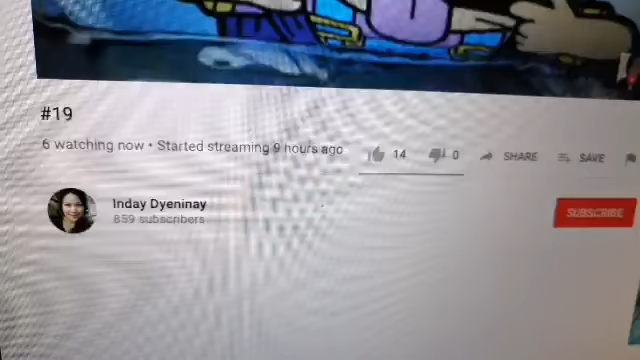 #19
6 watching now • Started streaming 9 hours ago
14
0
SHARE
SAVE
Inday Dyeninay
859 subscribers
SUBSCRIBE